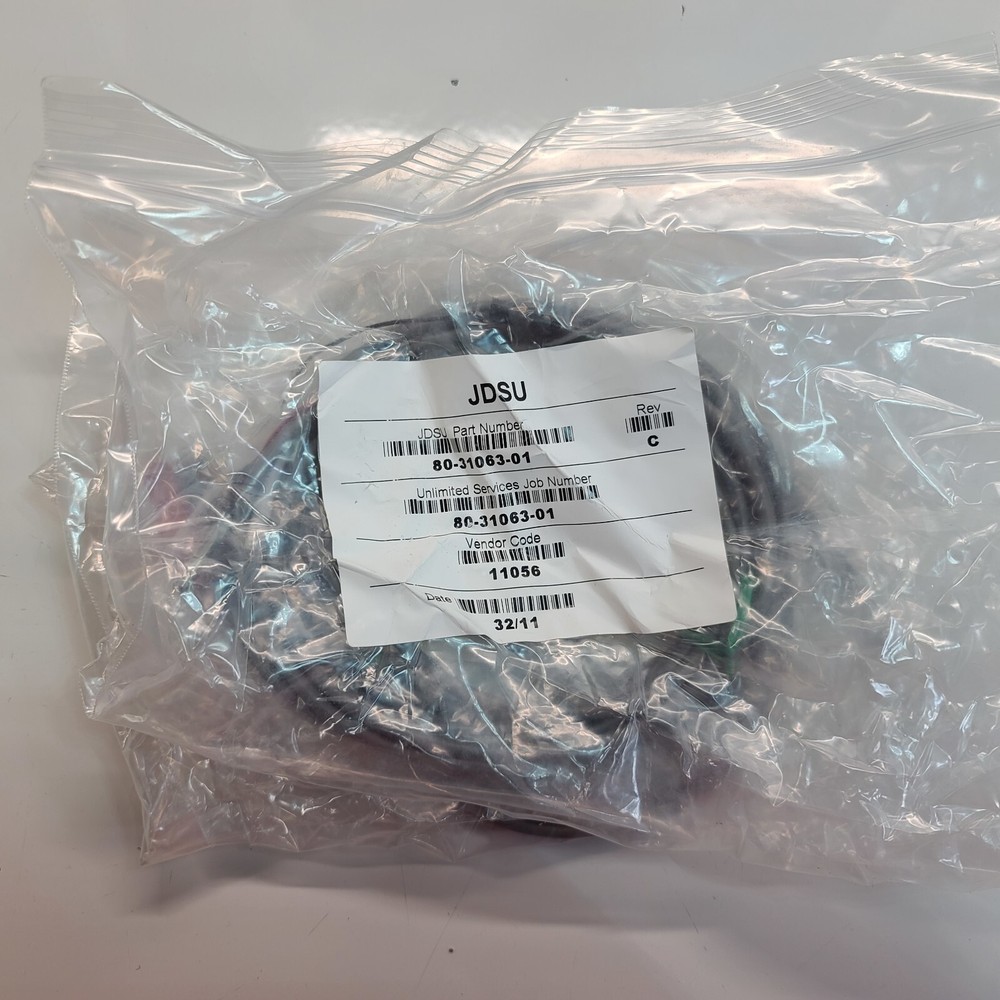 JDSU
JDSU Part Number
80-31063-01
Rev
C
Unlimited Services Job Number
80-31063-01
Vendor Code
11056
Date
32/11